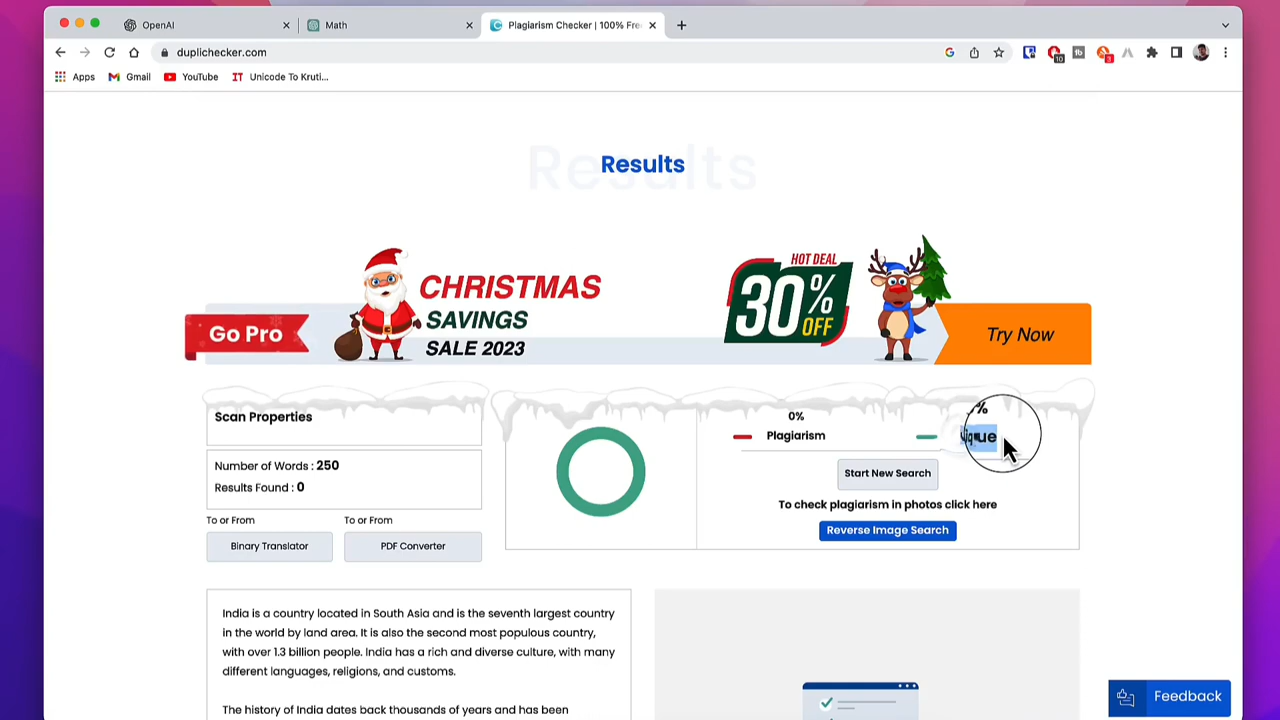 OpenAI
Math
Plagiarism Checker | 100% Fre
duplichecker.com
10
3
Apps
Gmail
YouTube
Unicode To Kruti...
Results
Results
Go Pro
CHRISTMAS
SAVINGS
SALE 2023
HOT DEAL
30% OFF
Try Now
Scan Properties
Number of Words : 250
Results Found : 0
To or From
To or From
Binary Translator
PDF Converter
0%
Plagiarism
%
Start New Search
To check plagiarism in photos click here
Reverse Image Search
India is a country located in South Asia and is the seventh largest country
in the world by land area. It is also the second most populous country,
with over 1.3 billion people. India has a rich and diverse culture, with many
different languages, religions, and customs.
The history of India dates back thousands of years and has been
Feedback